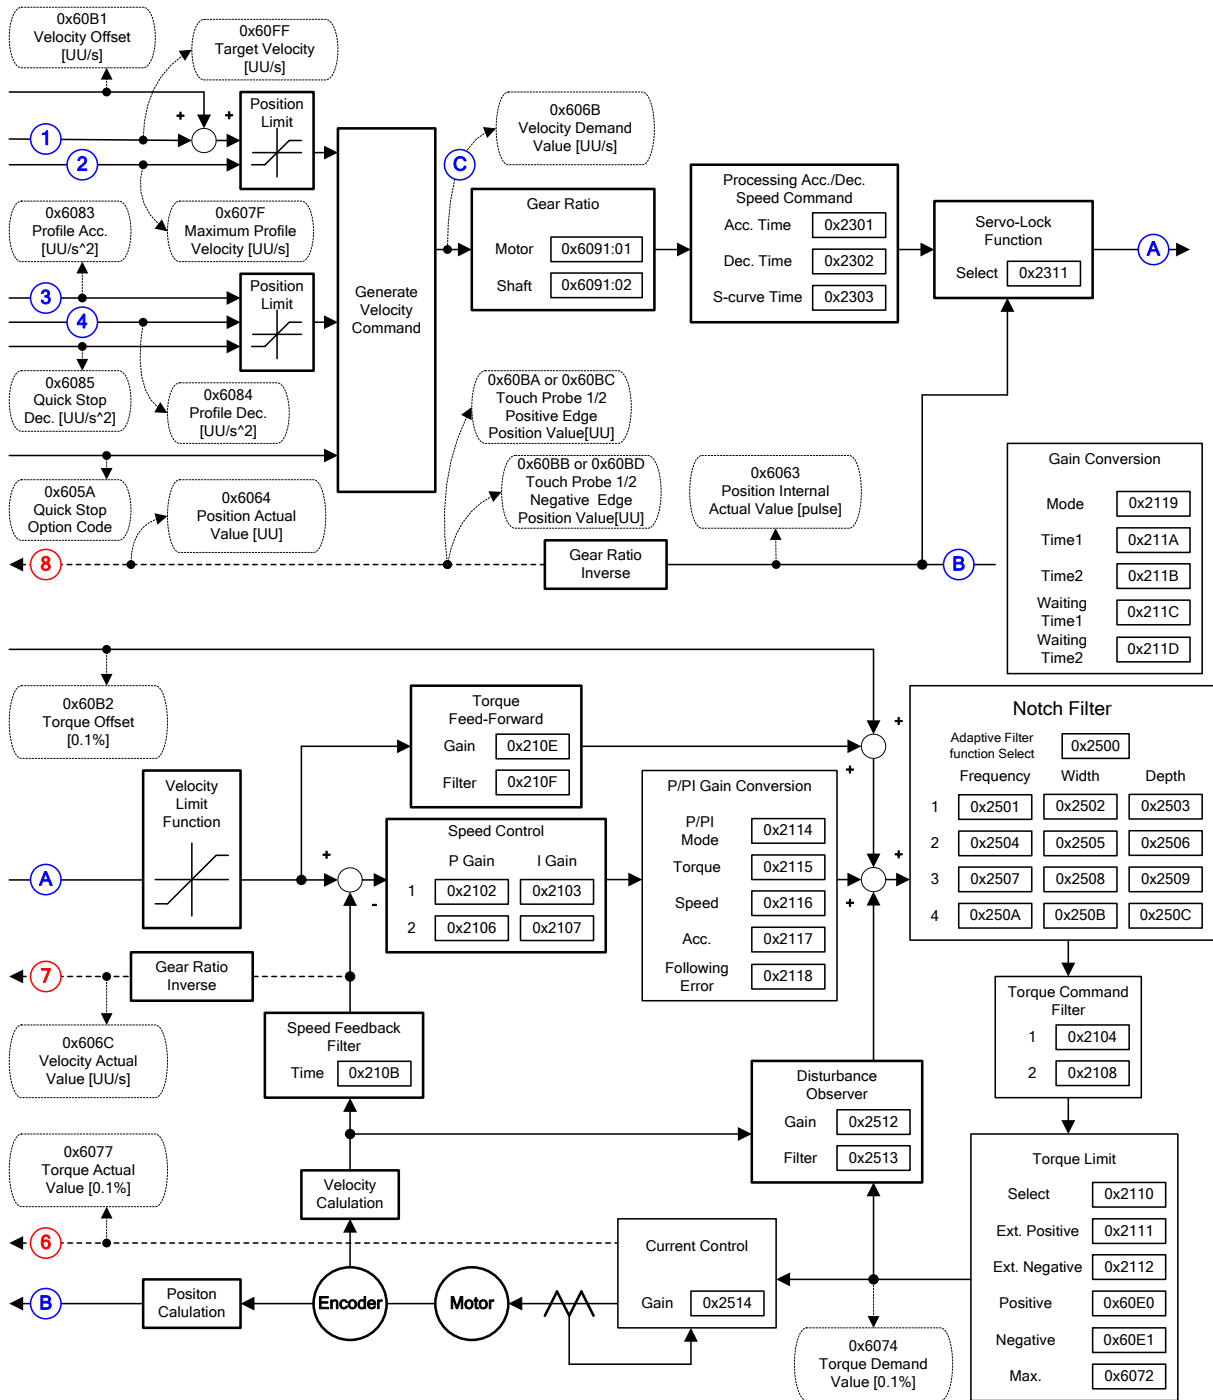 0x60B1
Velocity Offset
[UU/s]
0x60FF
Target Velocity
[UU/s]
0x606B
Velocity Demand
Value [UU/s]
+
+
1
2
Position
Limit
C
Processing Acc./Dec.
Speed Command
Acc. Time
0x2301
Dec. Time
0x2302
S-curve Time
0x2303
Gear Ratio
Motor
0x6091:01
Shaft
0x6091:02
Servo-Lock
Function
Select
0x2311
A
0x6083
Profile Acc.
[UU/s^2]
0x607F
Maximum Profile
Velocity [UU/s]
3
4
Position
Limit
Generate
Velocity
Command
0x6085
Quick Stop
Dec. [UU/s^2]
0x6084
Profile Dec.
[UU/s^2]
0x60BA or 0x60BC
Touch Probe 1/2
Positive Edge
Position Value[UU]
0x605A
Quick Stop
Option Code
0x6064
Position Actual
Value [UU]
0x60BB or 0x60BD
Touch Probe 1/2
Negative  Edge
Position Value[UU]
0x6063
Position Internal
Actual Value [pulse]
8
Gear Ratio
Inverse
B
Gain Conversion
Mode
0x2119
Time1
0x211A
Time2
0x211B
Waiting
Time1
0x211C
Waiting
Time2
0x211D
0x60B2
Torque Offset
[0.1%]
Torque
Feed-Forward
Gain
0x210E
Filter
0x210F
+
+
Notch Filter
Adaptive Filter
function Select
0x2500
Frequency
Width
Depth
1
0x2501
0x2502
0x2503
2
0x2504
0x2505
0x2506
3
0x2507
0x2508
0x2509
4
0x250A
0x250B
0x250C
Velocity
Limit
Function
A
+
-
Speed Control
P Gain
I Gain
1
0x2102
0x2103
2
0x2106
0x2107
P/PI Gain Conversion
P/PI
Mode
0x2114
Torque
0x2115
Speed
0x2116
Acc.
0x2117
Following
Error
0x2118
+
+
7
Gear Ratio
Inverse
0x606C
Velocity Actual
Value [UU/s]
Speed Feedback
Filter
Time
0x210B
Torque Command
Filter
1
0x2104
2
0x2108
Disturbance
Observer
Gain
0x2512
Filter
0x2513
0x6077
Torque Actual
Value [0.1%]
Velocity
Calulation
6
Current Control
Gain
0x2514
Torque Limit
Select
0x2110
Ext. Positive
0x2111
Ext. Negative
0x2112
Positive
0x60E0
Negative
0x60E1
Max.
0x6072
B
Positon
Calulation
Encoder
Motor
0x6074
Torque Demand
Value [0.1%]